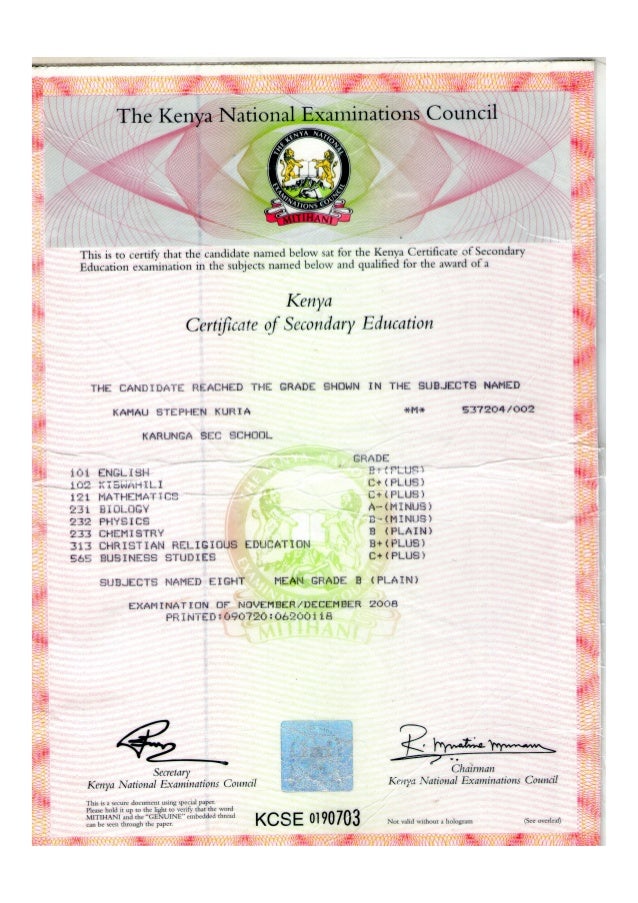 The Kenya National Examinations Council
THE KENYA NATIONAL
EXAMINATIONS COUNCIL
MITIHANI
This is to certify that the candidate named below sat for the Kenya Certificate of Secondary
Education examination in the subjects named below and qualified for the award of a
Kenya
Certificate of Secondary Education
THE CANDIDATE REACHED THE GRADE SHOWN IN THE SUBJECTS NAMED
KAMAU STEPHEN KURIA *M* 537204/002
KARUNGA SEC SCHOOL
GRADE
101 ENGLISH B+(PLUS)
102 KISWAHILI C+(PLUS)
121 MATHEMATICS C+(PLUS)
231 BIOLOGY A-(MINUS)
232 PHYSICS B-(MINUS)
233 CHEMISTRY B (PLAIN)
313 CHRISTIAN RELIGIOUS EDUCATION B+(PLUS)
565 BUSINESS STUDIES C+(PLUS)
SUBJECTS NAMED EIGHT MEAN GRADE B (PLAIN)
EXAMINATION OF NOVEMBER/DECEMBER 2008
PRINTED:090720:06200118
MITIHANI
Secretary
Kenya National Examinations Council
Chairman
Kenya National Examinations Council
This is a secure document using special paper.
Please hold it up to the light to verify that the word
MITIHANI and the "GENUINE" embedded thread
can be seen through the paper.
KCSE 0190703
Not valid without a hologram
(See overleaf)